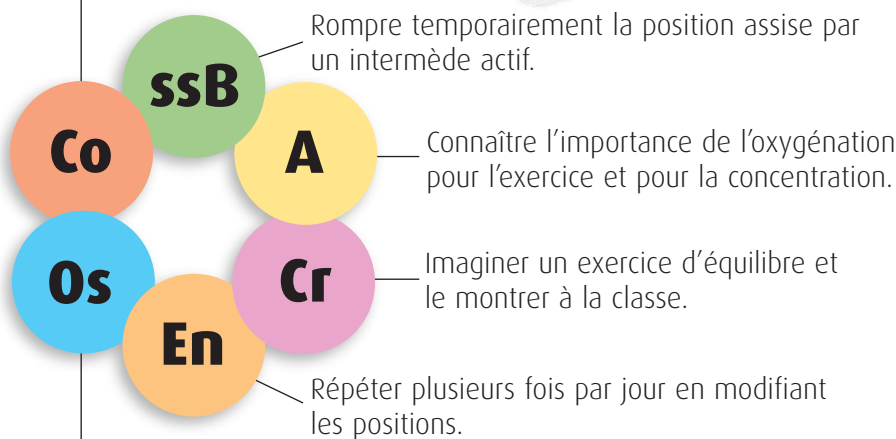 Rompre temporairement la position assise par
un intermède actif.
ssB
Co
A
Connaître l’importance de l’oxygénation
pour l’exercice et pour la concentration.
Os
Cr
Imaginer un exercice d’équilibre et
le montrer à la classe.
En
Répéter plusieurs fois par jour en modifiant
les positions.